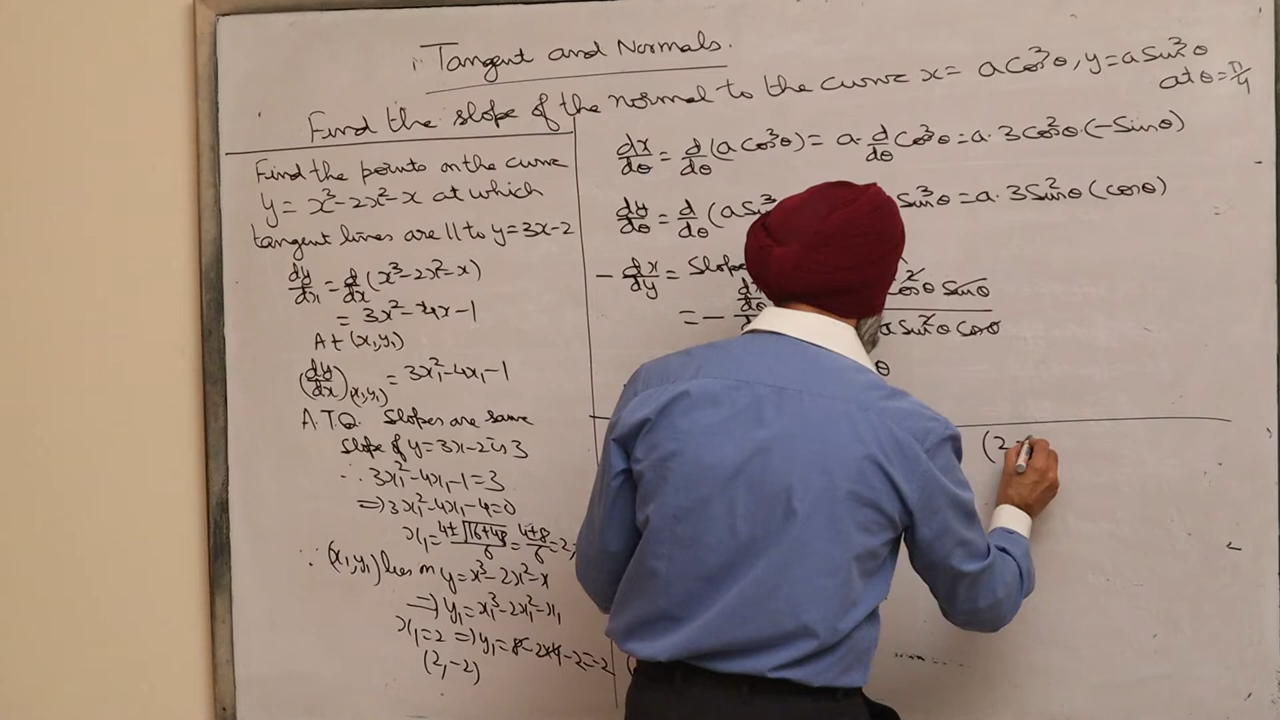 Tangent and Normals.
Find the slope of the normal to the curve x = a cos³θ, y = a sin³θ
at θ = π/4
Find the points on the curve
y = x³-2x²-x at which
tangent lines are || to y=3x-2
dy/dx = d/dx (x³-2x²-x)
= 3x²-4x-1
At (x₁,y₁)
(dy/dx)(x₁,y₁) = 3x₁²-4x₁-1
A.T.Q. Slopes are same
Slope of y=3x-2 is 3
∴ 3x₁²-4x₁-1=3
⇒ 3x₁²-4x₁-4=0
x₁ = 4±√16+48/6 = 4±8/6 = 2,
∴ (x₁,y₁) lies on y=x³-2x²-x
⇒ y₁=x₁³-2x₁²-x₁
x₁=2 ⇒ y₁=8-2×4-2=-2
(2,-2)
dx/dθ = d/dθ (a cos³θ) = a. d/dθ cos³θ = a.3cos²θ.(-sinθ)
dy/dθ = d/dθ (a sin³θ = a.3sin²θ (cosθ)
- dx/dy = Slope
= - dx/dθ cos²θ sinθ
a sin²θ cosθ
θ
(2